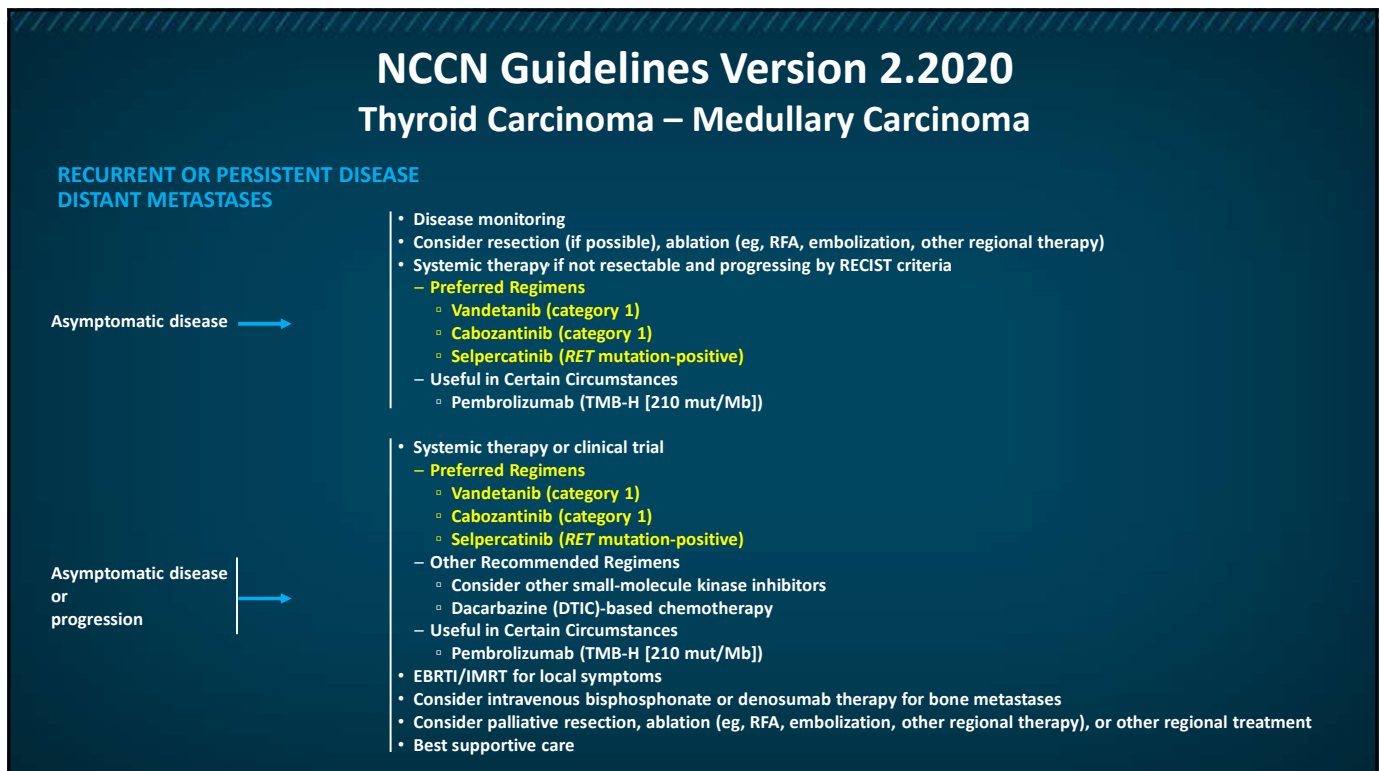 NCCN Guidelines Version 2.2020
Thyroid Carcinoma – Medullary Carcinoma
RECURRENT OR PERSISTENT DISEASE
DISTANT METASTASES
Asymptomatic disease
• Disease monitoring
• Consider resection (if possible), ablation (eg, RFA, embolization, other regional therapy)
• Systemic therapy if not resectable and progressing by RECIST criteria
– Preferred Regimens
▫ Vandetanib (category 1)
▫ Cabozantinib (category 1)
▫ Selpercatinib (RET mutation-positive)
– Useful in Certain Circumstances
▫ Pembrolizumab (TMB-H [210 mut/Mb])
Asymptomatic disease
or
progression
• Systemic therapy or clinical trial
– Preferred Regimens
▫ Vandetanib (category 1)
▫ Cabozantinib (category 1)
▫ Selpercatinib (RET mutation-positive)
– Other Recommended Regimens
▫ Consider other small-molecule kinase inhibitors
▫ Dacarbazine (DTIC)-based chemotherapy
– Useful in Certain Circumstances
▫ Pembrolizumab (TMB-H [210 mut/Mb])
• EBRTI/IMRT for local symptoms
• Consider intravenous bisphosphonate or denosumab therapy for bone metastases
• Consider palliative resection, ablation (eg, RFA, embolization, other regional therapy), or other regional treatment
• Best supportive care